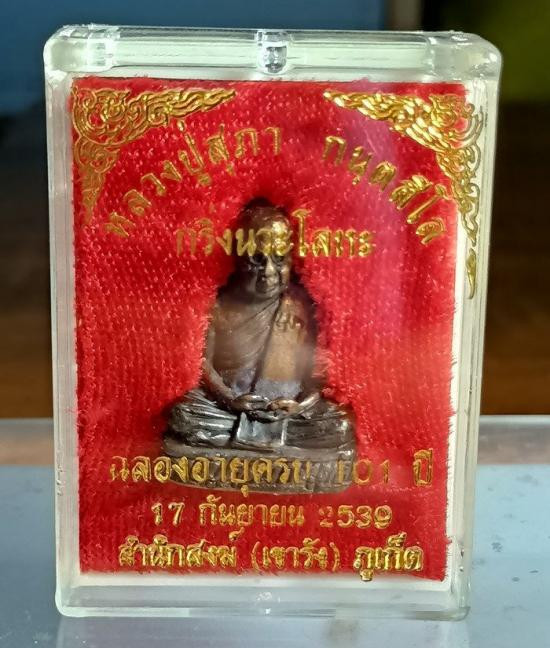 หลวงปู่สุภา กนฺตสีโล
กริ่งนวะโลหะ
ฉลองอายุครบ 101 ปี
17 กันยายน 2539
สำนักสงฆ์ (เขารัง) ภูเก็ต